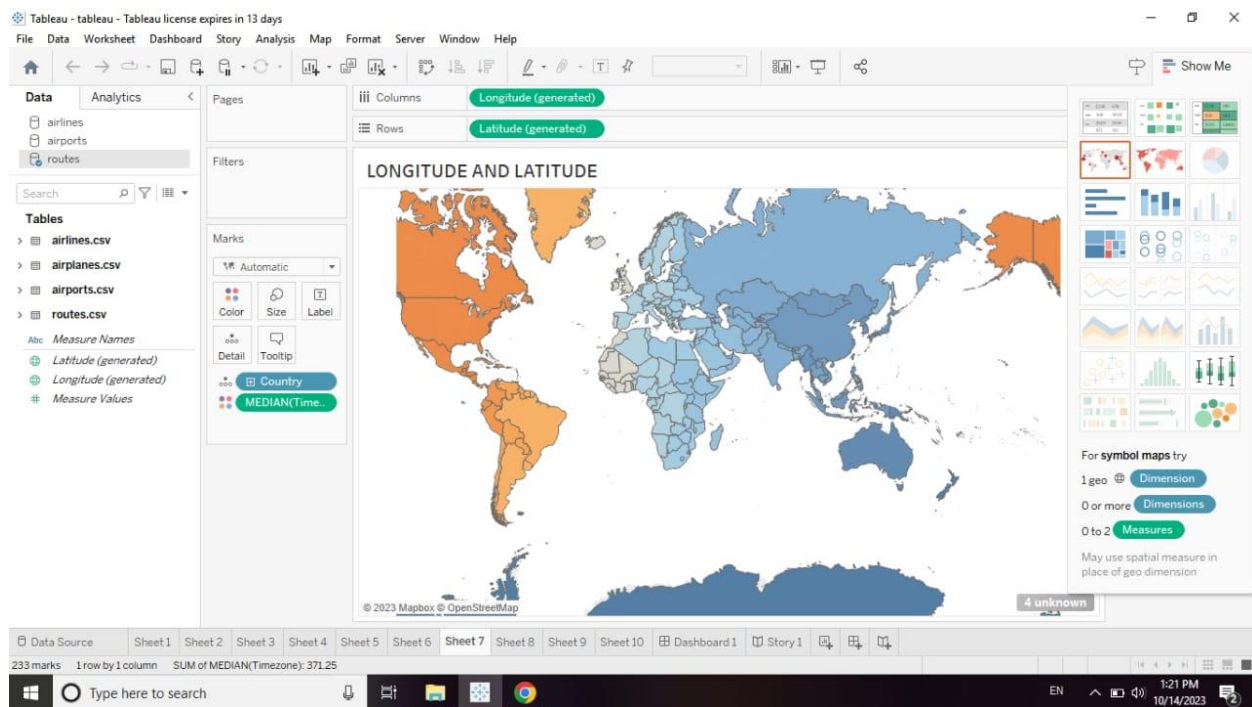 Tableau - tableau - Tableau license expires in 13 days
File Data Worksheet Dashboard Story Analysis Map Format Server Window Help
Show Me
Data Analytics
airlines
airports
routes
Search
Tables
airlines.csv
airplanes.csv
airports.csv
routes.csv
Abc Measure Names
Latitude (generated)
Longitude (generated)
# Measure Values
Pages
Filters
Marks
Automatic
Color Size Label
Detail Tooltip
Country
MEDIAN(Time..
iii Columns Longitude (generated)
Rows Latitude (generated)
LONGITUDE AND LATITUDE
© 2023 Mapbox © OpenStreetMap
4 unknown
For symbol maps try
1 geo Dimension
0 or more Dimensions
0 to 2 Measures
May use spatial measure in
place of geo dimension
Data Source Sheet 1 Sheet 2 Sheet 3 Sheet 4 Sheet 5 Sheet 6 Sheet 7 Sheet 8 Sheet 9 Sheet 10 Dashboard 1 Story 1
233 marks 1 row by 1 column SUM of MEDIAN(Timezone): 371.25
Type here to search
EN
1:21 PM
10/14/2023
2